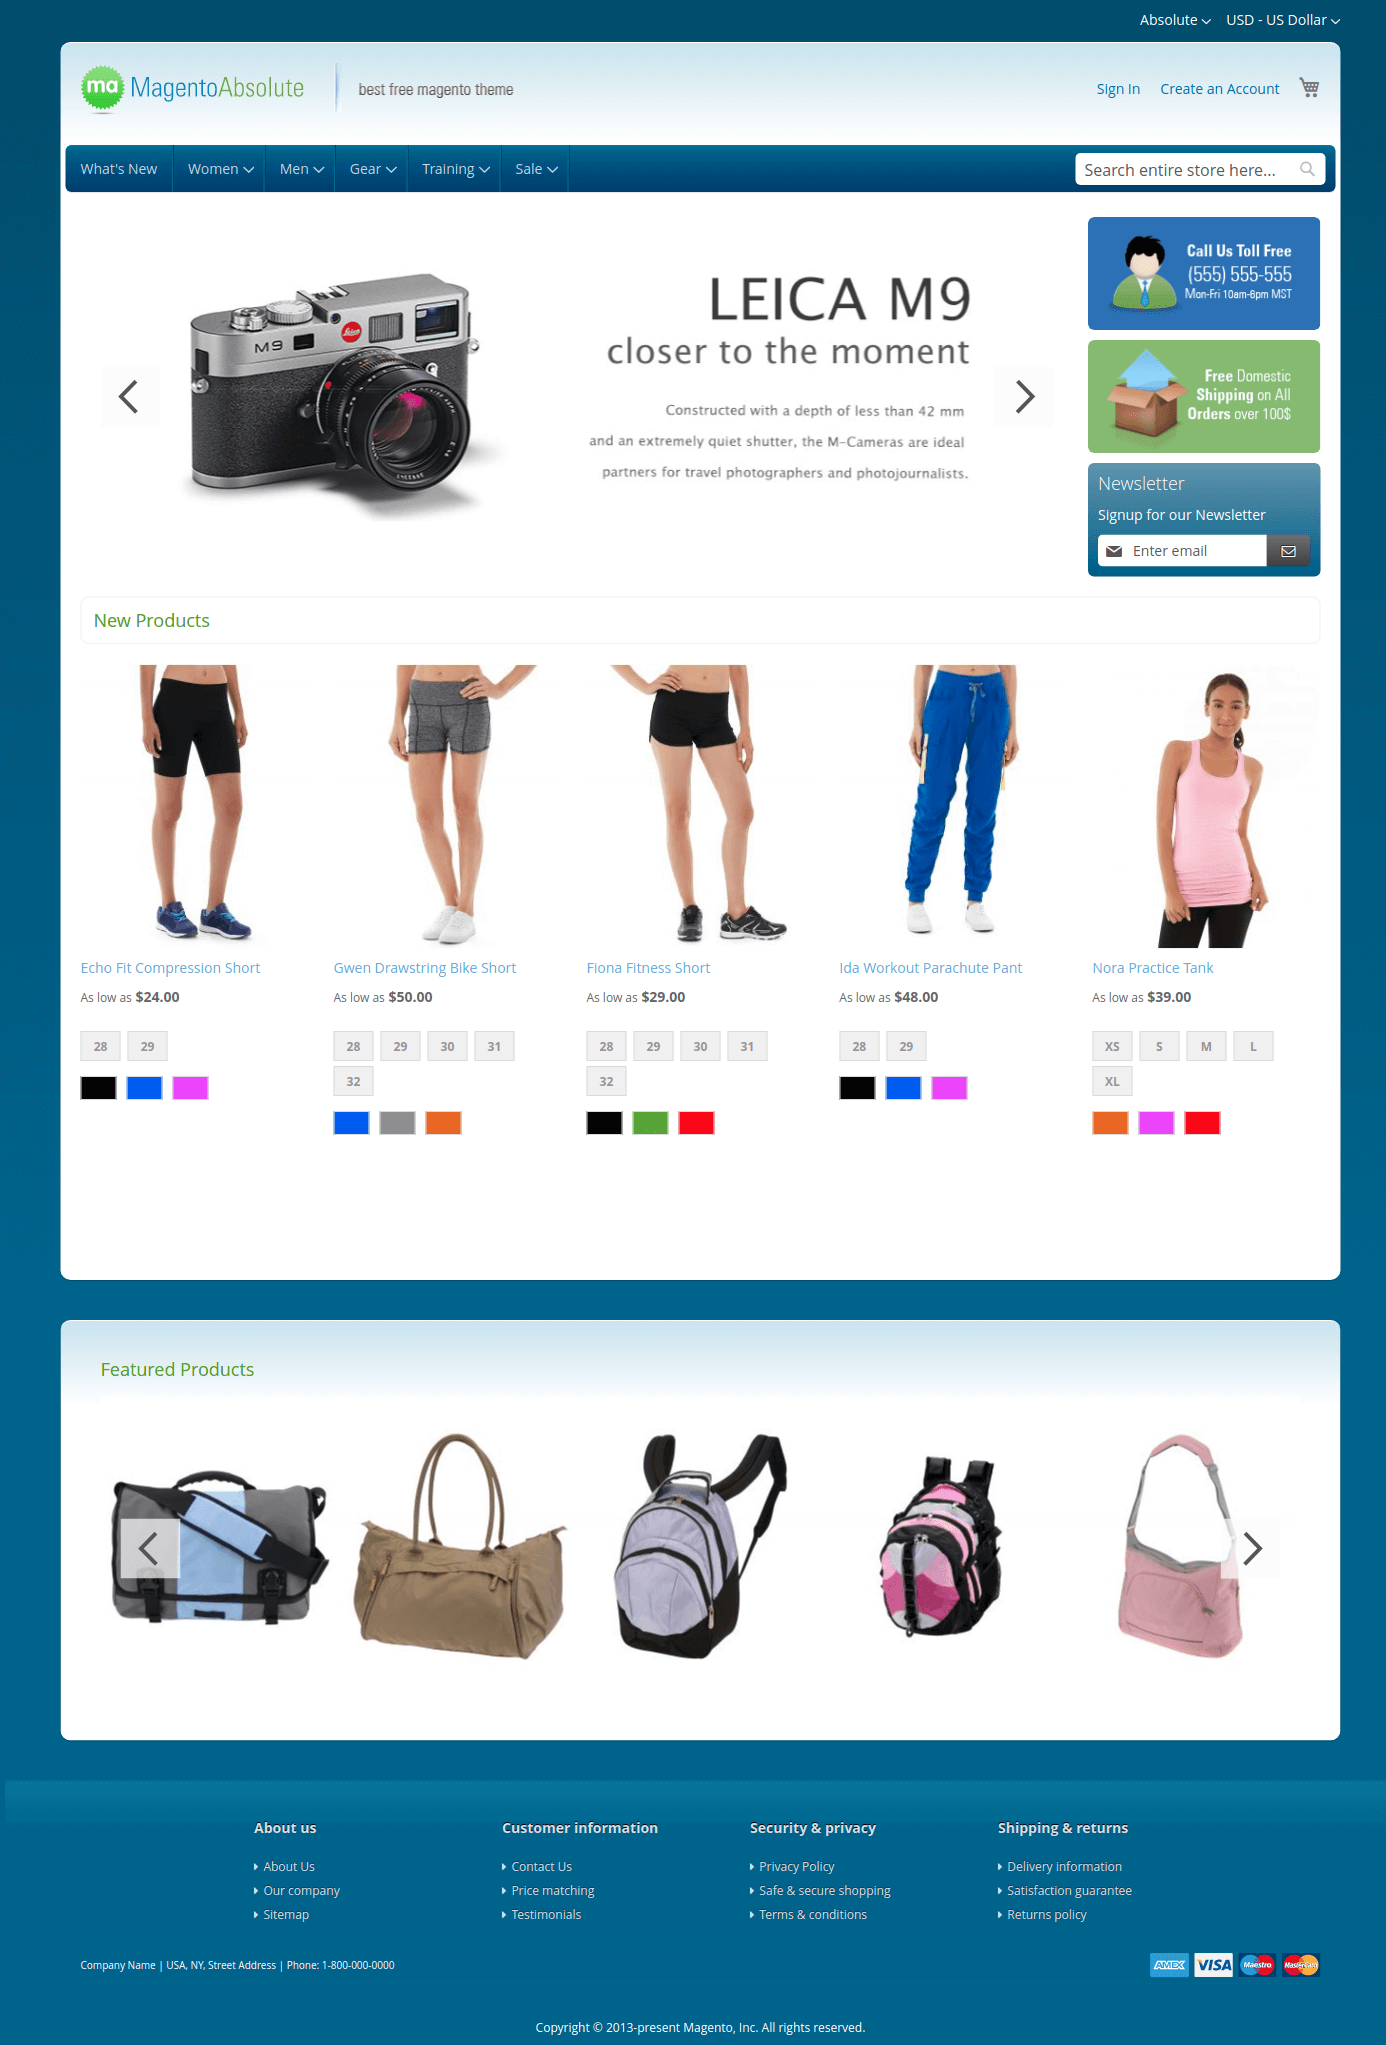 Absolute USD - US Dollar
ma MagentoAbsolute best free magento theme
Sign In Create an Account
What's New Women Men Gear Training Sale
Search entire store here...
LEICA M9
closer to the moment
Constructed with a depth of less than 42 mm
and an extremely quiet shutter, the M-Cameras are ideal
partners for travel photographers and photojournalists.
M9
Leica
Call Us Toll Free
(555) 555-555
Mon-Fri 10am-6pm MST
Free Domestic
Shipping on All
Orders over 100$
Newsletter
Signup for our Newsletter
Enter email
New Products
Echo Fit Compression Short
As low as $24.00
28 29
Gwen Drawstring Bike Short
As low as $50.00
28 29 30 31
32
Fiona Fitness Short
As low as $29.00
28 29 30 31
32
Ida Workout Parachute Pant
As low as $48.00
28 29
Nora Practice Tank
As low as $39.00
XS S M L
XL
Featured Products
About us
About Us
Our company
Sitemap
Customer information
Contact Us
Price matching
Testimonials
Security & privacy
Privacy Policy
Safe & secure shopping
Terms & conditions
Shipping & returns
Delivery information
Satisfaction guarantee
Returns policy
Company Name | USA, NY, Street Address | Phone: 1-800-000-0000
AMEX VISA Maestro MasterCard
Copyright © 2013-present Magento, Inc. All rights reserved.